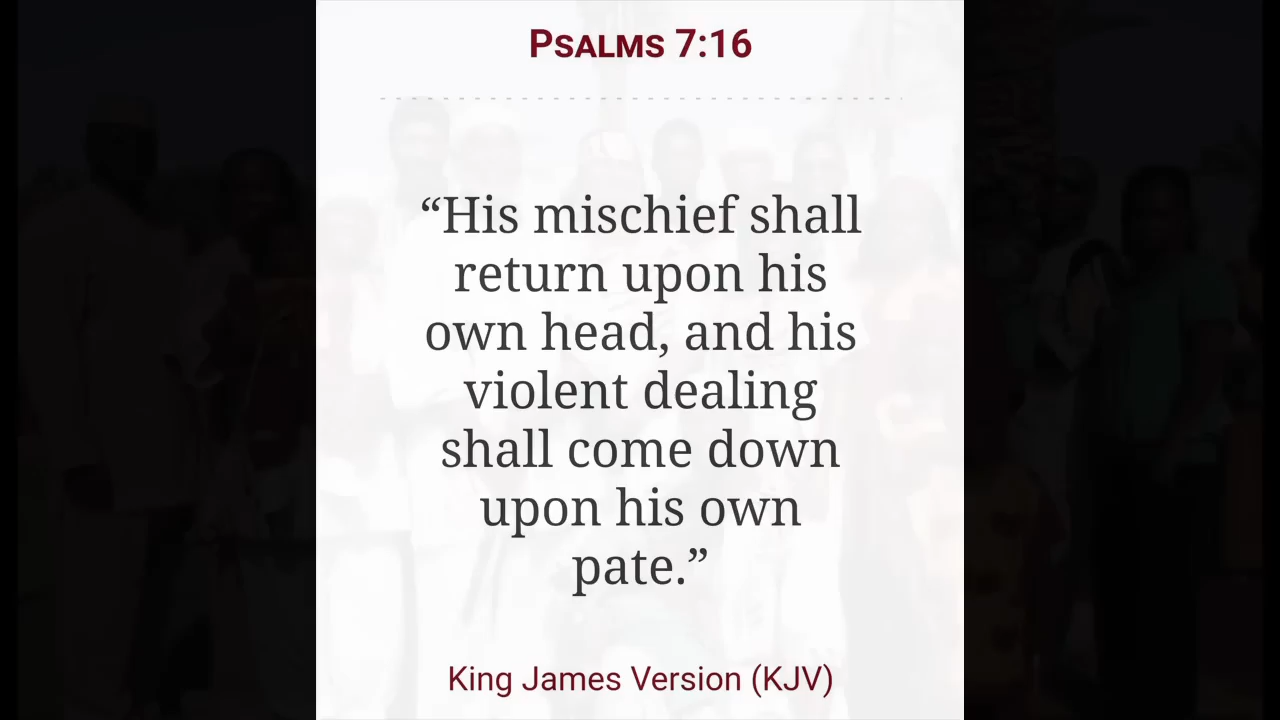 Psalms 7:16
“His mischief shall
return upon his
own head, and his
violent dealing
shall come down
upon his own
pate.”
King James Version (KJV)